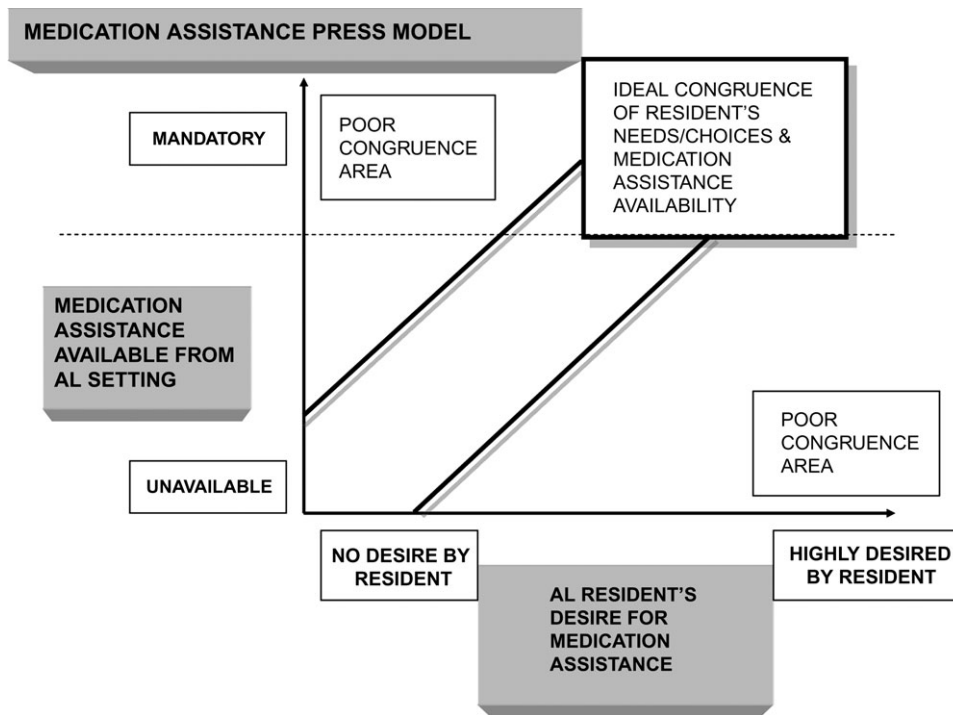 MEDICATION ASSISTANCE PRESS MODEL
MANDATORY
POOR
CONGRUENCE
AREA
IDEAL CONGRUENCE
OF RESIDENT'S
NEEDS/CHOICES &
MEDICATION
ASSISTANCE
AVAILABILITY
MEDICATION
ASSISTANCE
AVAILABLE FROM
AL SETTING
POOR
CONGRUENCE
AREA
UNAVAILABLE
NO DESIRE BY
RESIDENT
HIGHLY DESIRED
BY RESIDENT
AL RESIDENT'S
DESIRE FOR
MEDICATION
ASSISTANCE